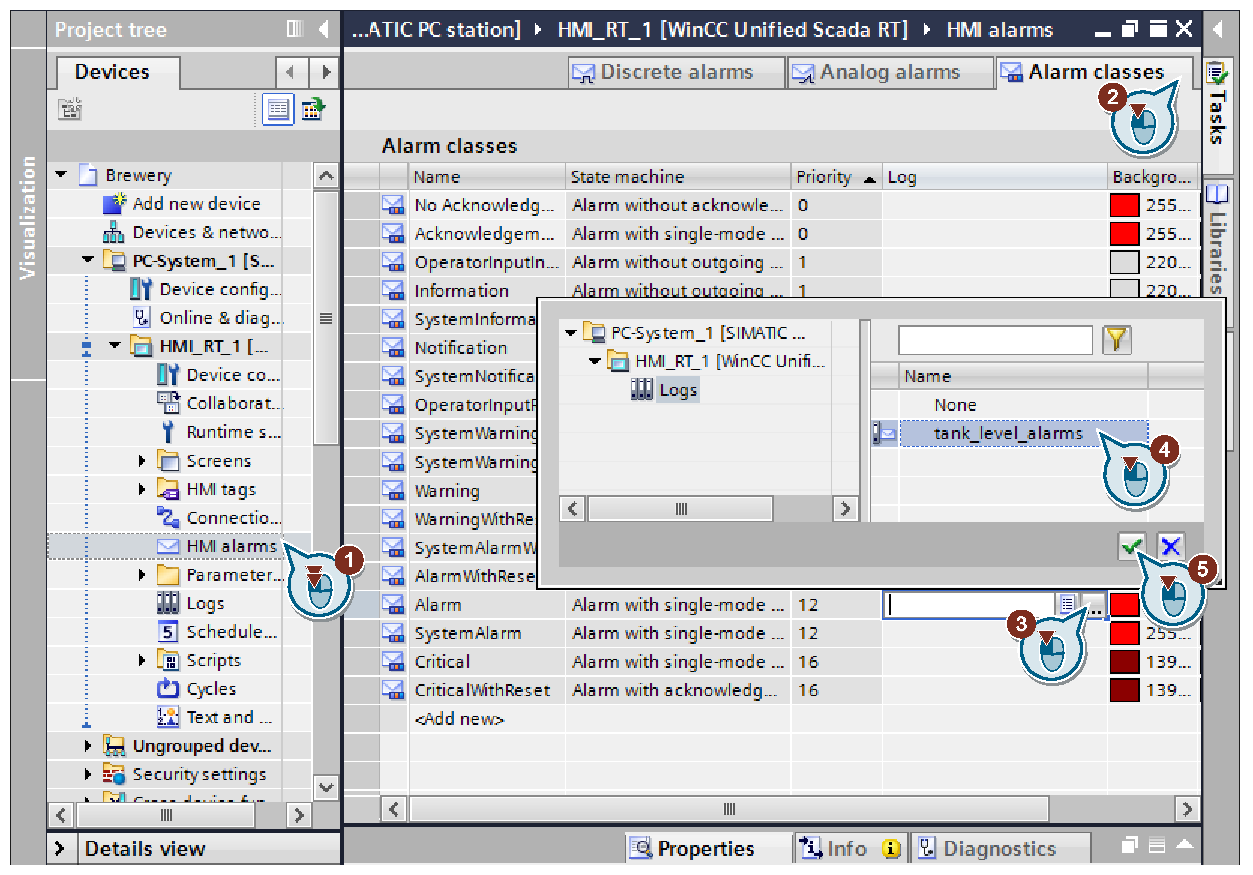 Project tree
...ATIC PC station] ▸ HMI_RT_1 [WinCC Unified Scada RT] ▸ HMI alarms
Visualization
Devices
Discrete alarms
Analog alarms
Alarm classes
Tasks
Libraries
2
Brewery
Add new device
Devices & netwo...
PC-System_1 [S...
Device config...
Online & diag...
HMI_RT_1 [...
Device co...
Collaborat...
Runtime s...
Screens
HMI tags
Connectio...
HMI alarms
1
Parameter...
Logs
Schedule...
Scripts
Cycles
Text and ...
Ungrouped dev...
Security settings
Details view
Alarm classes
Name State machine Priority Log Backgro...
No Acknowledg... Alarm without acknowle... 0 255...
Acknowledgem... Alarm with single-mode ... 0 255...
OperatorInputIn... Alarm without outgoing ... 1 220...
Information Alarm without outgoing ... 1 220...
SystemInforma
Notification
SystemNotifica
OperatorInputR
SystemWarning
SystemWarning
Warning
WarningWithRe
SystemAlarmW
AlarmWithRese
Alarm Alarm with single-mode ... 12 ...
SystemAlarm Alarm with single-mode ... 12 255...
Critical Alarm with single-mode ... 16 139...
CriticalWithReset Alarm with acknowledg... 16 139...
<Add new>
3
PC-System_1 [SIMATIC ...
HMI_RT_1 [WinCC Unifi...
Logs
Name
None
tank_level_alarms
4
5
Properties
Info
Diagnostics